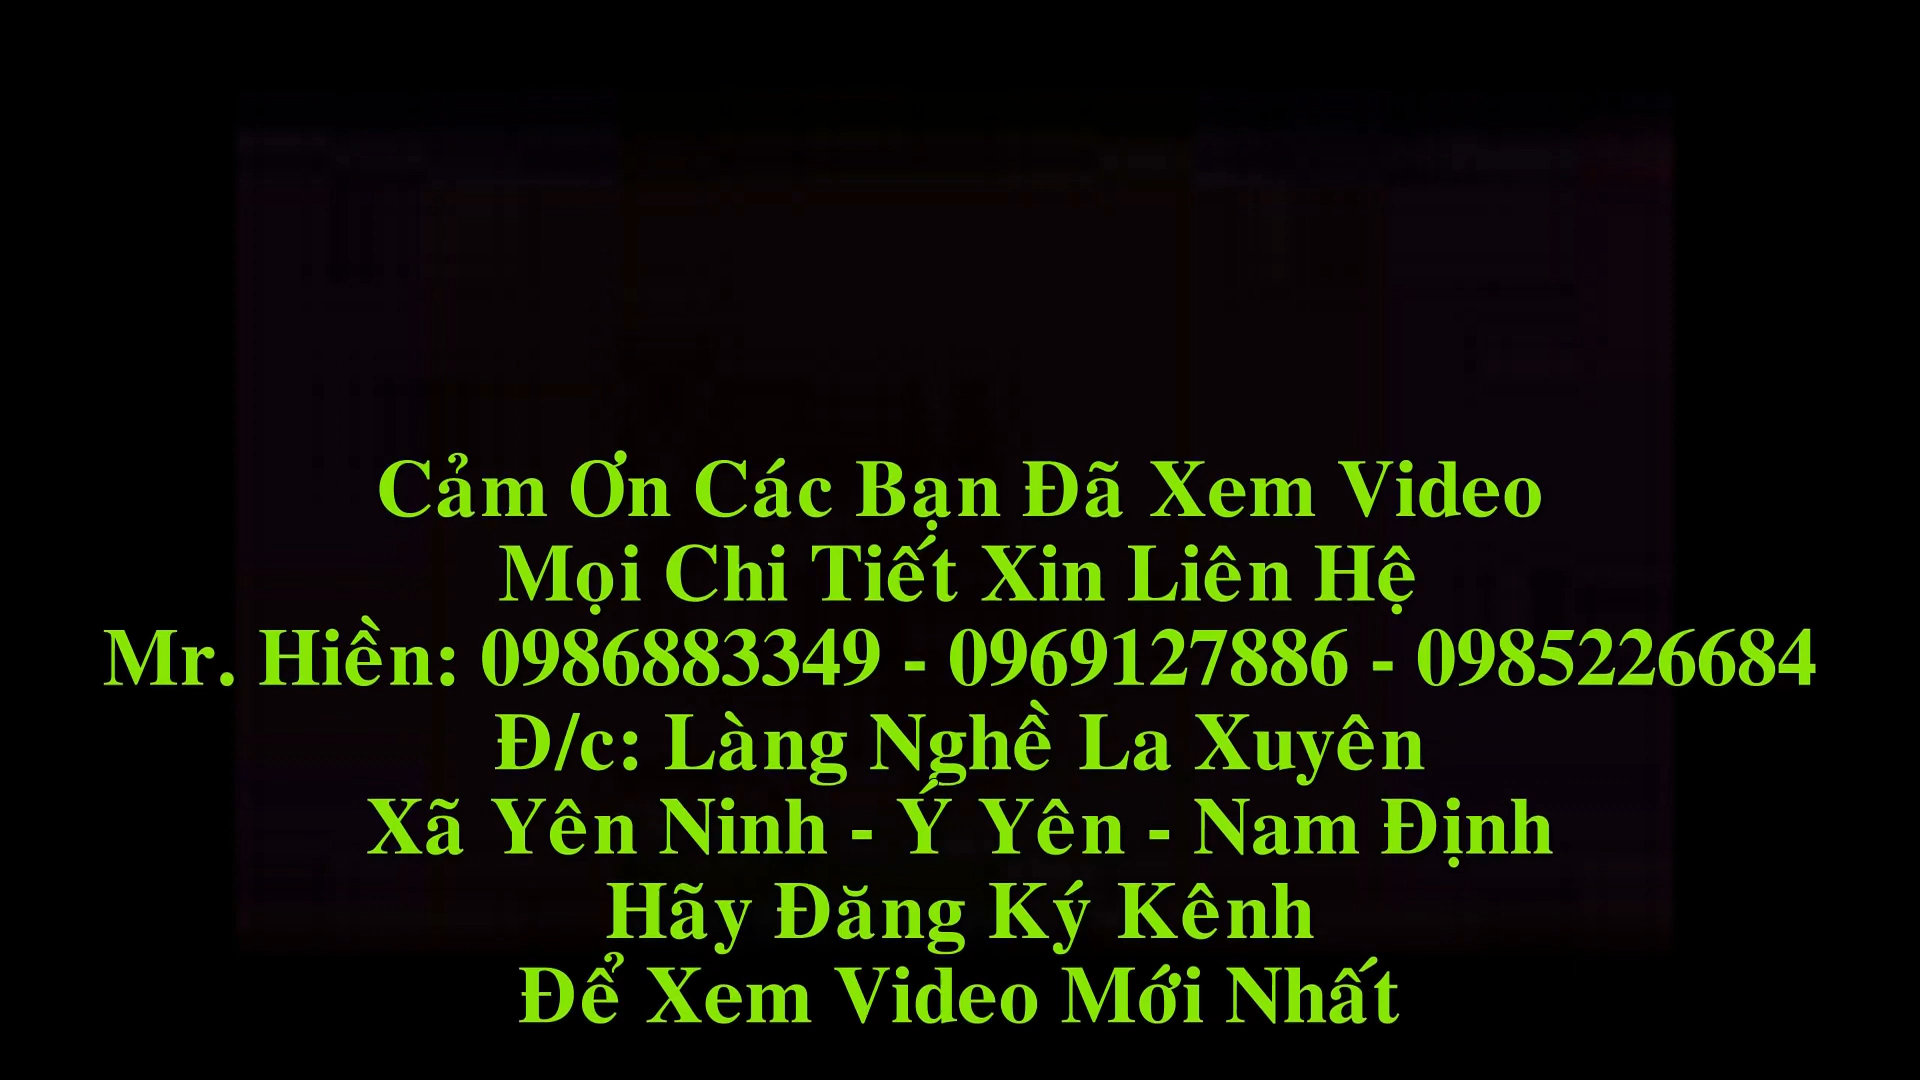 Cảm Ơn Các Bạn Đã Xem Video
Mọi Chi Tiết Xin Liên Hệ
Mr. Hiền: 0986883349 - 0969127886 - 0985226684
Đ/c: Làng Nghề La Xuyên
Xã Yên Ninh - Ý Yên - Nam Định
Hãy Đăng Ký Kênh
Để Xem Video Mới Nhất